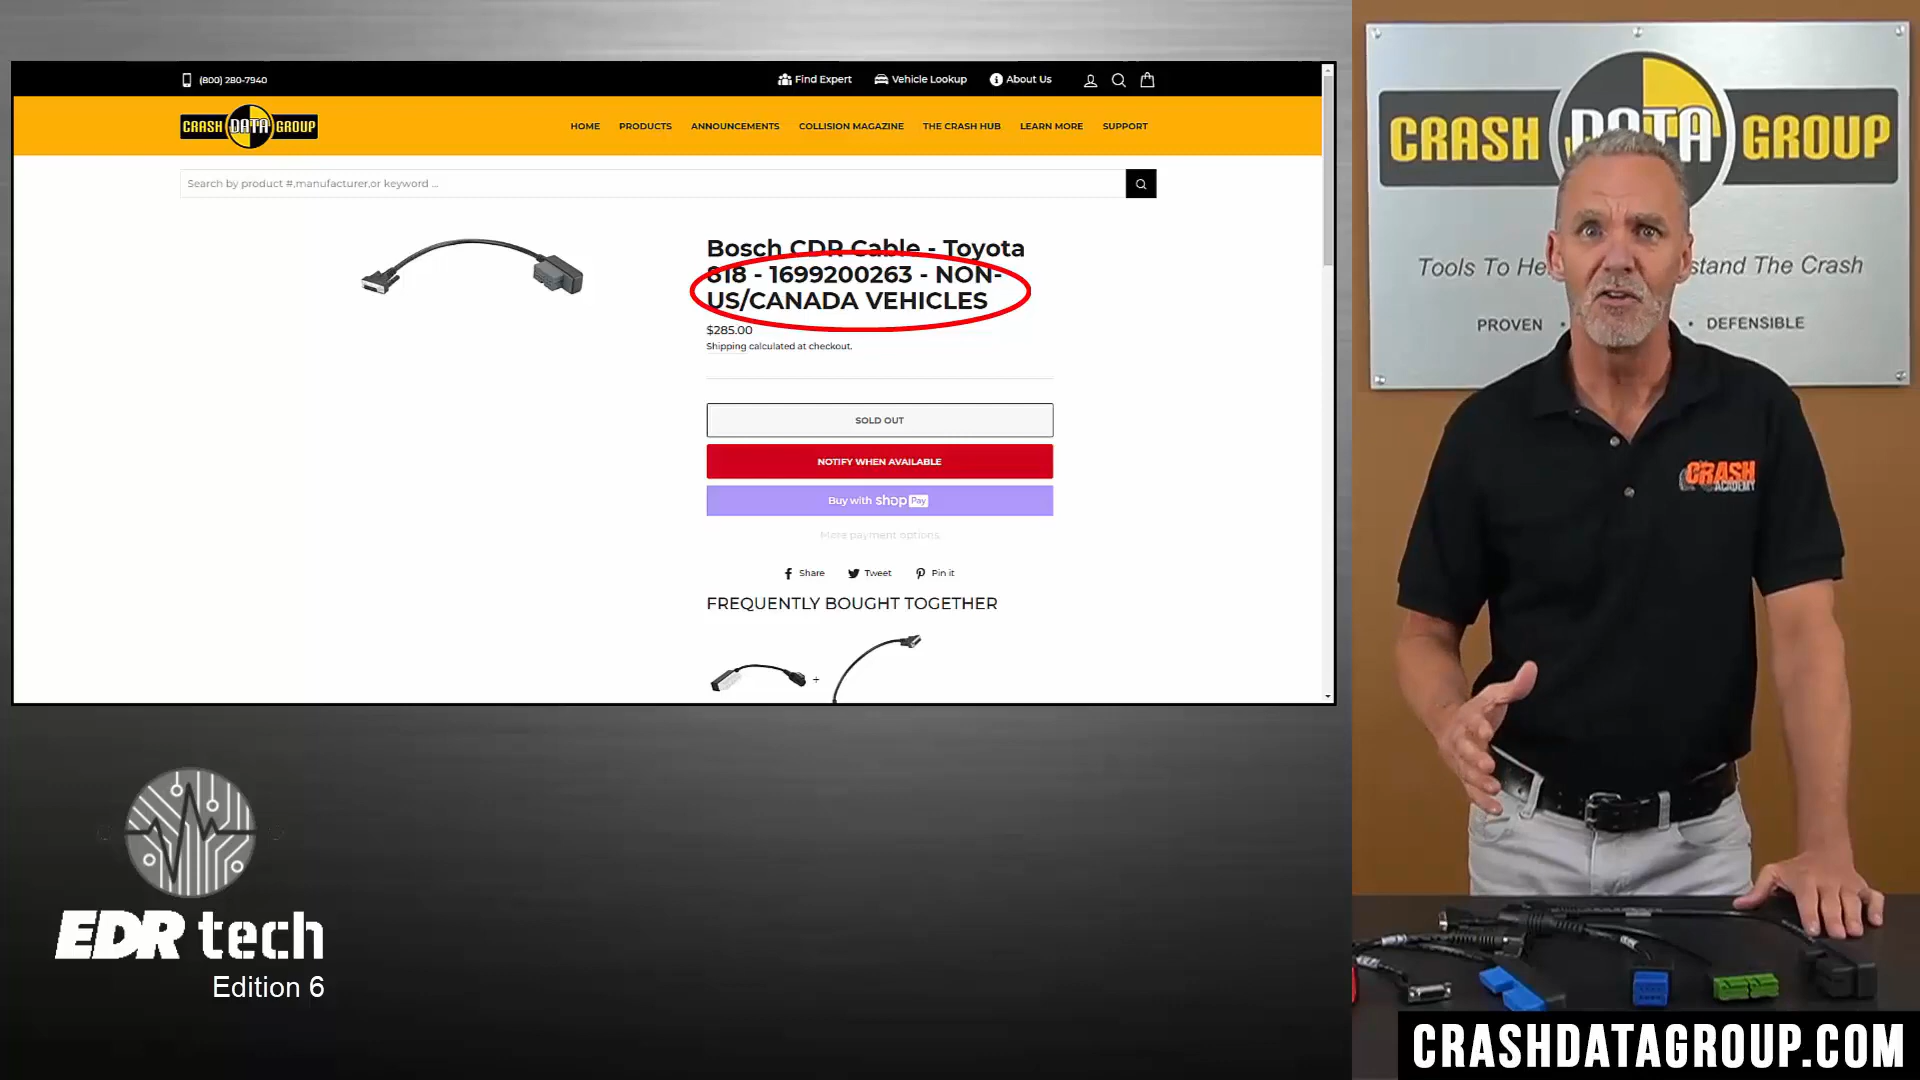 (800) 280-7940
Find Expert
Vehicle Lookup
About Us
CRASH DATA GROUP
HOME
PRODUCTS
ANNOUNCEMENTS
COLLISION MAGAZINE
THE CRASH HUB
LEARN MORE
SUPPORT
Search by product #,manufacturer,or keyword ...
Bosch CDR Cable - Toyota
818 - 1699200263 - NON-
US/CANADA VEHICLES
$285.00
Shipping calculated at checkout.
SOLD OUT
NOTIFY WHEN AVAILABLE
Buy with shop Pay
More payment options
Share
Tweet
Pin it
FREQUENTLY BOUGHT TOGETHER
+
EDR tech
Edition 6
CRASH DATA GROUP
Tools To He stand The Crash
PROVEN • • DEFENSIBLE
CRASH
ACADEMY
CRASHDATAGROUP.COM